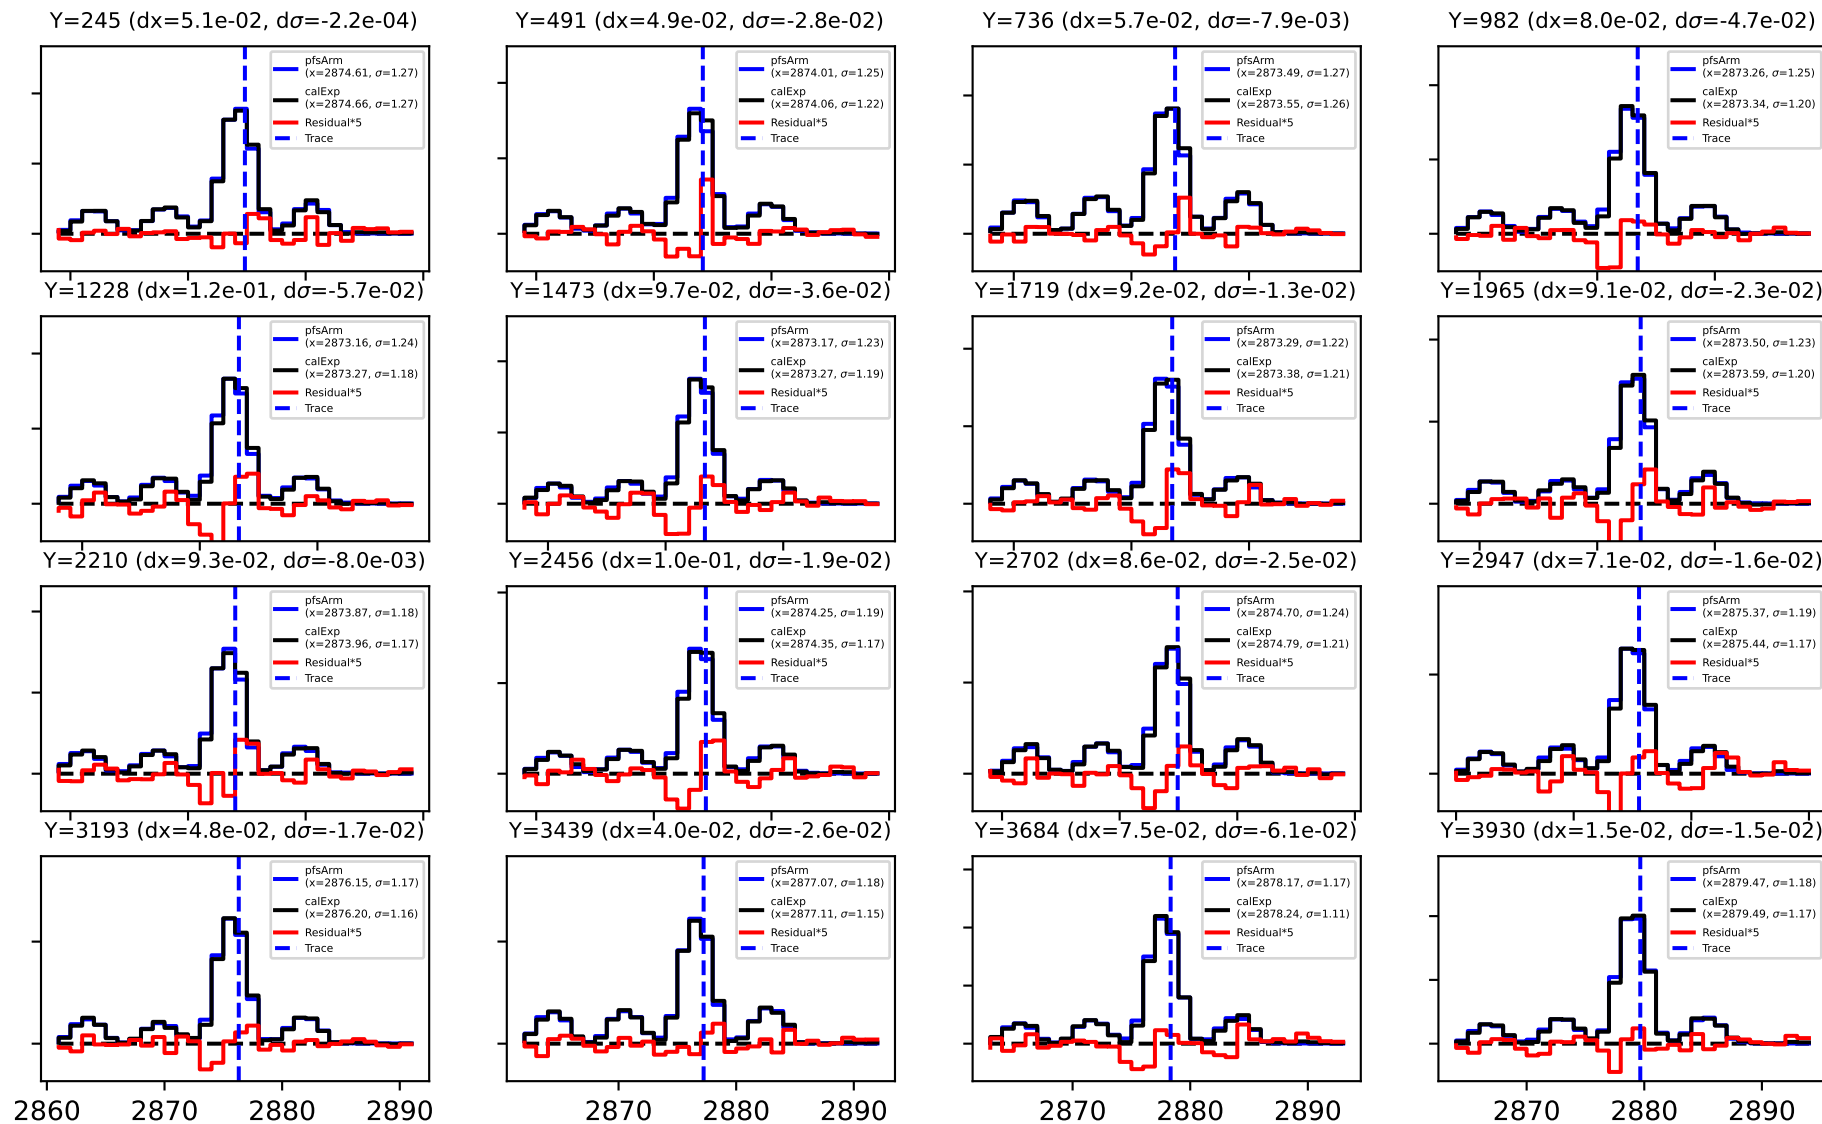 Y=245 (dx=5.1e-02, dσ=-2.2e-04)
pfsArm
(x=2874.61, σ=1.27)
calExp
(x=2874.66, σ=1.27)
Residual*5
Trace
Y=491 (dx=4.9e-02, dσ=-2.8e-02)
pfsArm
(x=2874.01, σ=1.25)
calExp
(x=2874.06, σ=1.22)
Residual*5
Trace
Y=736 (dx=5.7e-02, dσ=-7.9e-03)
pfsArm
(x=2873.49, σ=1.27)
calExp
(x=2873.55, σ=1.26)
Residual*5
Trace
Y=982 (dx=8.0e-02, dσ=-4.7e-02)
pfsArm
(x=2873.26, σ=1.25)
calExp
(x=2873.34, σ=1.20)
Residual*5
Trace
Y=1228 (dx=1.2e-01, dσ=-5.7e-02)
pfsArm
(x=2873.16, σ=1.24)
calExp
(x=2873.27, σ=1.18)
Residual*5
Trace
Y=1473 (dx=9.7e-02, dσ=-3.6e-02)
pfsArm
(x=2873.17, σ=1.23)
calExp
(x=2873.27, σ=1.19)
Residual*5
Trace
Y=1719 (dx=9.2e-02, dσ=-1.3e-02)
pfsArm
(x=2873.29, σ=1.22)
calExp
(x=2873.38, σ=1.21)
Residual*5
Trace
Y=1965 (dx=9.1e-02, dσ=-2.3e-02)
pfsArm
(x=2873.50, σ=1.23)
calExp
(x=2873.59, σ=1.20)
Residual*5
Trace
Y=2210 (dx=9.3e-02, dσ=-8.0e-03)
pfsArm
(x=2873.87, σ=1.18)
calExp
(x=2873.96, σ=1.17)
Residual*5
Trace
Y=2456 (dx=1.0e-01, dσ=-1.9e-02)
pfsArm
(x=2874.25, σ=1.19)
calExp
(x=2874.35, σ=1.17)
Residual*5
Trace
Y=2702 (dx=8.6e-02, dσ=-2.5e-02)
pfsArm
(x=2874.70, σ=1.24)
calExp
(x=2874.79, σ=1.21)
Residual*5
Trace
Y=2947 (dx=7.1e-02, dσ=-1.6e-02)
pfsArm
(x=2875.37, σ=1.19)
calExp
(x=2875.44, σ=1.17)
Residual*5
Trace
Y=3193 (dx=4.8e-02, dσ=-1.7e-02)
pfsArm
(x=2876.15, σ=1.17)
calExp
(x=2876.20, σ=1.16)
Residual*5
Trace
Y=3439 (dx=4.0e-02, dσ=-2.6e-02)
pfsArm
(x=2877.07, σ=1.18)
calExp
(x=2877.11, σ=1.15)
Residual*5
Trace
Y=3684 (dx=7.5e-02, dσ=-6.1e-02)
pfsArm
(x=2878.17, σ=1.17)
calExp
(x=2878.24, σ=1.11)
Residual*5
Trace
Y=3930 (dx=1.5e-02, dσ=-1.5e-02)
pfsArm
(x=2879.47, σ=1.18)
calExp
(x=2879.49, σ=1.17)
Residual*5
Trace
2860 2870 2880 2890
2870 2880 2890
2870 2880 2890
2870 2880 2890